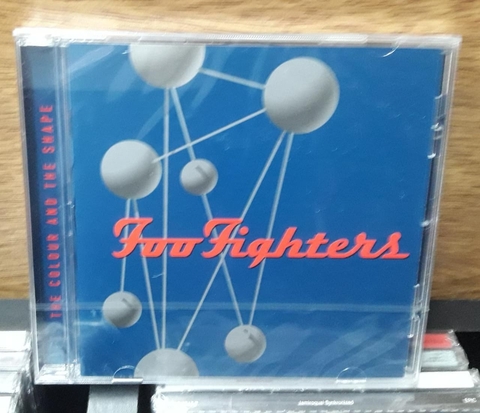 THE COLOUR AND THE SHAPE
Foo Fighters